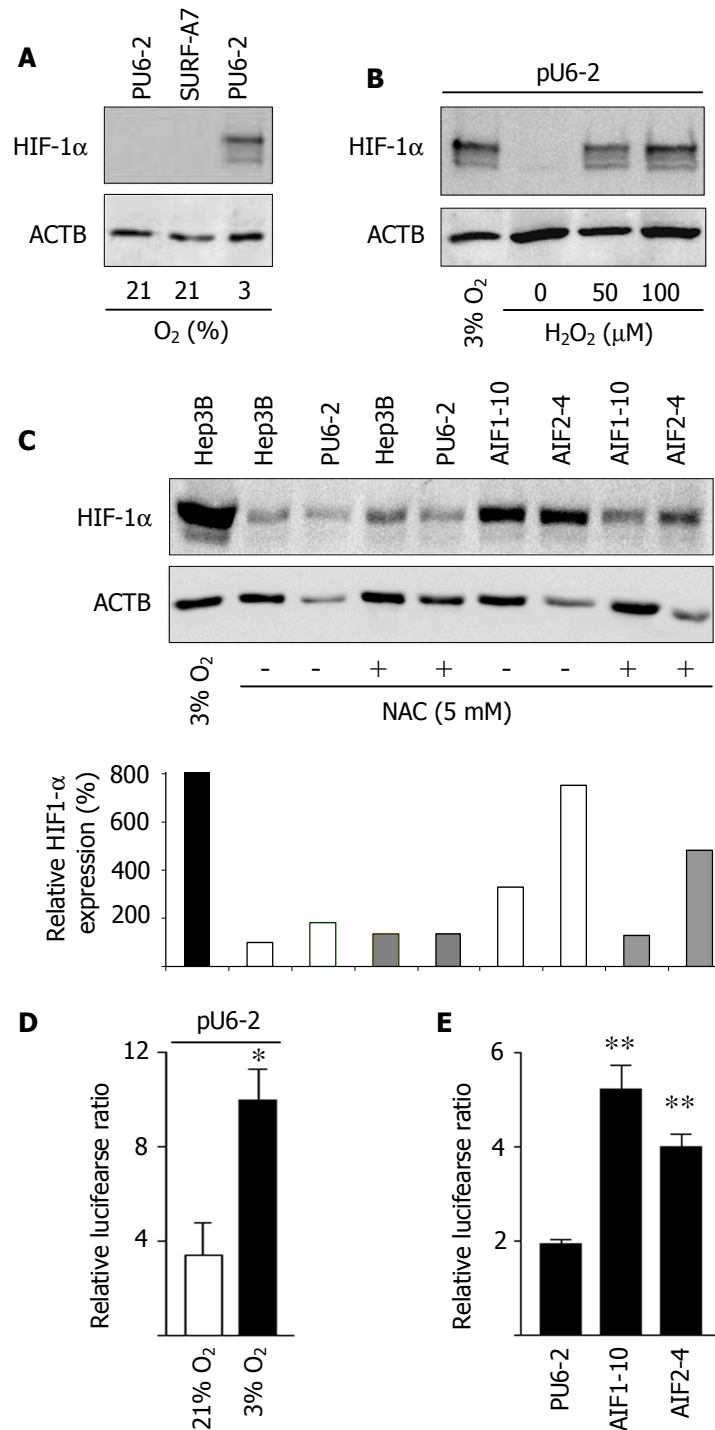 A
PU6-2
SURF-A7
PU6-2
HIF-1α
ACTB
21 21 3
O₂ (%)
B
pU6-2
HIF-1α
ACTB
3% O₂
0 50 100
H₂O₂ (μM)
C
Hep3B
Hep3B
PU6-2
Hep3B
PU6-2
AIF1-10
AIF2-4
AIF1-10
AIF2-4
HIF-1α
ACTB
3% O₂
- - + + - - + +
NAC (5 mM)
Relative HIF1-α
expression (%)
800
600
400
200
D
pU6-2
Relative lucifearse ratio
12
8
4
*
21% O₂
3% O₂
E
Relative lucifearse ratio
6
4
2
**
**
PU6-2
AIF1-10
AIF2-4